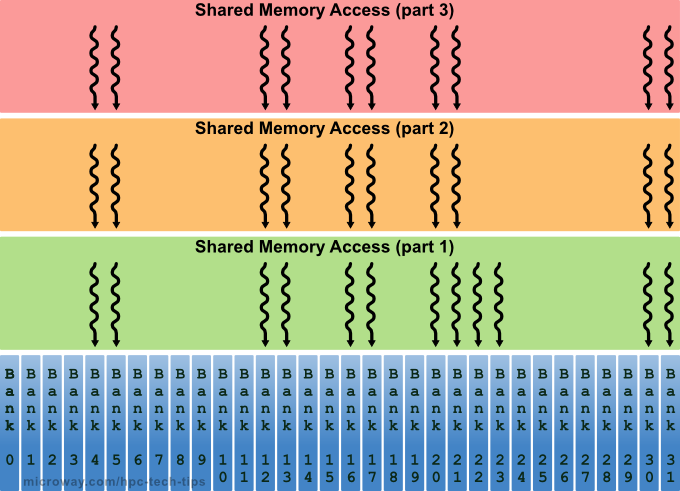 Shared Memory Access (part 3)
Shared Memory Access (part 2)
Shared Memory Access (part 1)
Bank 0
Bank 1
Bank 2
Bank 3
Bank 4
Bank 5
Bank 6
Bank 7
Bank 8
Bank 9
Bank 10
Bank 11
Bank 12
Bank 13
Bank 14
Bank 15
Bank 16
Bank 17
Bank 18
Bank 19
Bank 20
Bank 21
Bank 22
Bank 23
Bank 24
Bank 25
Bank 26
Bank 27
Bank 28
Bank 29
Bank 30
Bank 31
microway.com/hpc-tech-tips